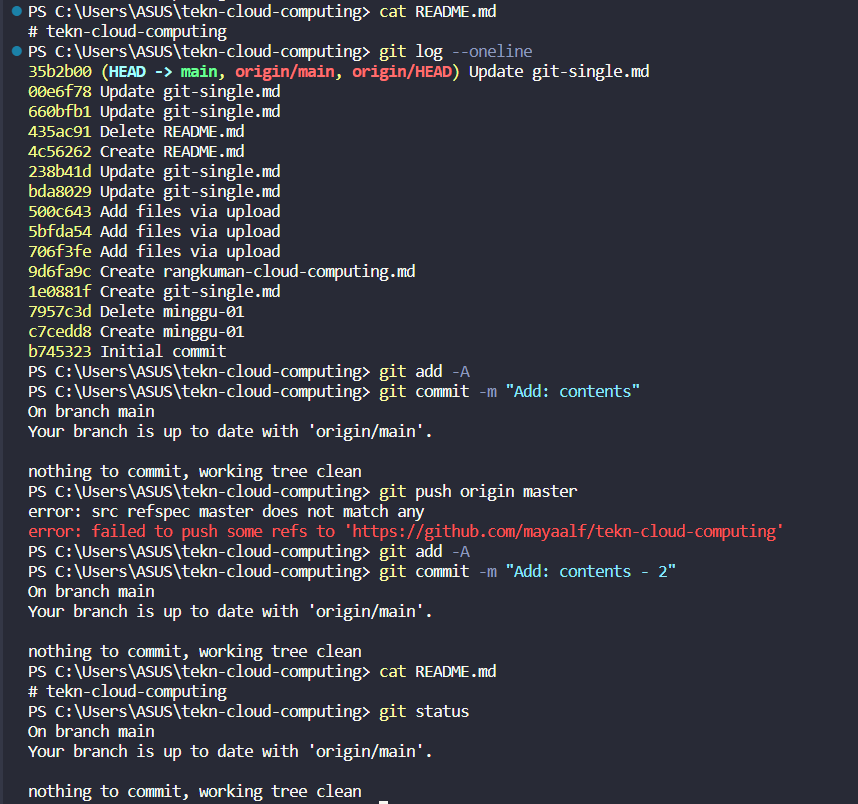 PS C:\Users\ASUS\tekn-cloud-computing> cat README.md
# tekn-cloud-computing
PS C:\Users\ASUS\tekn-cloud-computing> git log --oneline
35b2b00 (HEAD -> main, origin/main, origin/HEAD) Update git-single.md
00e6f78 Update git-single.md
660bfb1 Update git-single.md
435ac91 Delete README.md
4c56262 Create README.md
238b41d Update git-single.md
bda8029 Update git-single.md
500c643 Add files via upload
5bfda54 Add files via upload
706f3fe Add files via upload
9d6fa9c Create rangkuman-cloud-computing.md
1e0881f Create git-single.md
7957c3d Delete minggu-01
c7cedd8 Create minggu-01
b745323 Initial commit
PS C:\Users\ASUS\tekn-cloud-computing> git add -A
PS C:\Users\ASUS\tekn-cloud-computing> git commit -m "Add: contents"
On branch main
Your branch is up to date with 'origin/main'.
nothing to commit, working tree clean
PS C:\Users\ASUS\tekn-cloud-computing> git push origin master
error: src refspec master does not match any
error: failed to push some refs to 'https://github.com/mayaalf/tekn-cloud-computing'
PS C:\Users\ASUS\tekn-cloud-computing> git add -A
PS C:\Users\ASUS\tekn-cloud-computing> git commit -m "Add: contents - 2"
On branch main
Your branch is up to date with 'origin/main'.
nothing to commit, working tree clean
PS C:\Users\ASUS\tekn-cloud-computing> cat README.md
# tekn-cloud-computing
PS C:\Users\ASUS\tekn-cloud-computing> git status
On branch main
Your branch is up to date with 'origin/main'.
nothing to commit, working tree clean